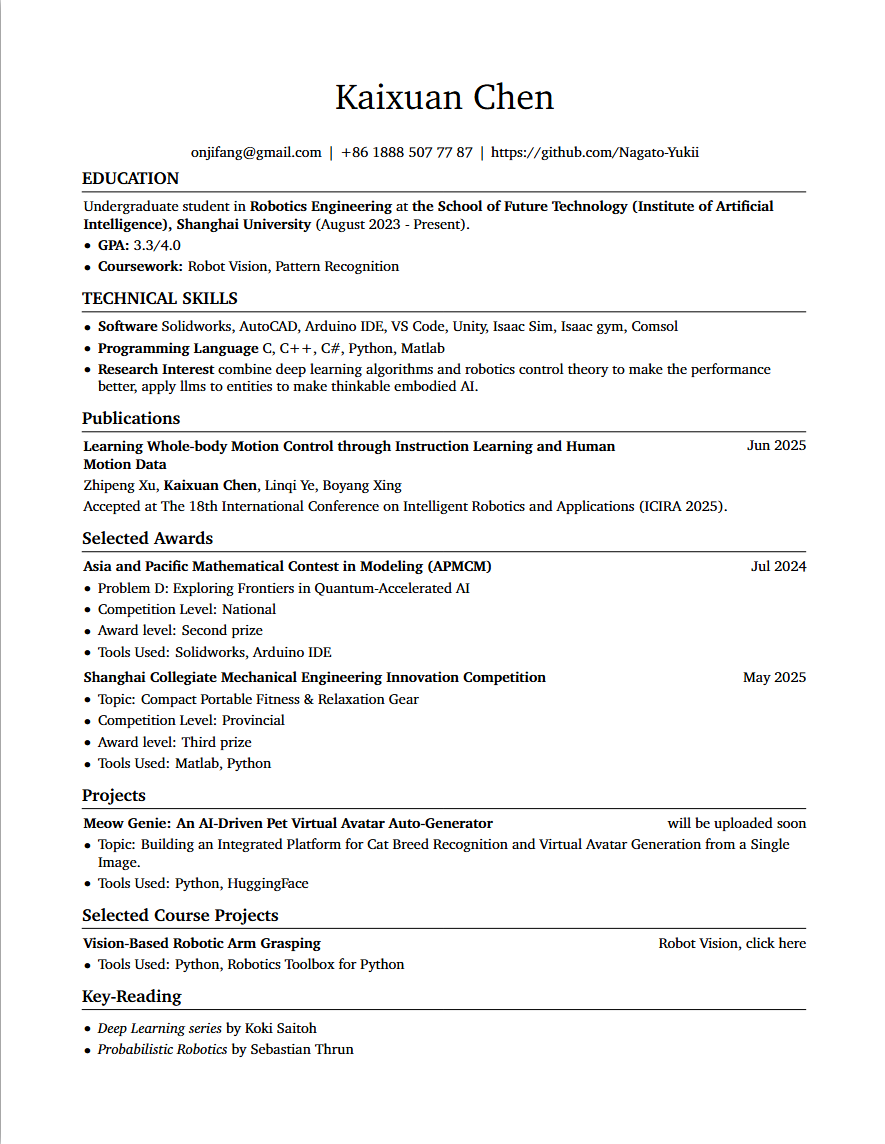 Kaixuan Chen
onjifang@gmail.com | +86 1888 507 77 87 | https://github.com/Nagato-Yukii
EDUCATION
Undergraduate student in Robotics Engineering at the School of Future Technology (Institute of Artificial
Intelligence), Shanghai University (August 2023 - Present).
• GPA: 3.3/4.0
• Coursework: Robot Vision, Pattern Recognition
TECHNICAL SKILLS
• Software Solidworks, AutoCAD, Arduino IDE, VS Code, Unity, Isaac Sim, Isaac gym, Comsol
• Programming Language C, C++, C#, Python, Matlab
• Research Interest combine deep learning algorithms and robotics control theory to make the performance
better, apply llms to entities to make thinkable embodied AI.
Publications
Learning Whole-body Motion Control through Instruction Learning and Human Jun 2025
Motion Data
Zhipeng Xu, Kaixuan Chen, Linqi Ye, Boyang Xing
Accepted at The 18th International Conference on Intelligent Robotics and Applications (ICIRA 2025).
Selected Awards
Asia and Pacific Mathematical Contest in Modeling (APMCM) Jul 2024
• Problem D: Exploring Frontiers in Quantum-Accelerated AI
• Competition Level: National
• Award level: Second prize
• Tools Used: Solidworks, Arduino IDE
Shanghai Collegiate Mechanical Engineering Innovation Competition May 2025
• Topic: Compact Portable Fitness & Relaxation Gear
• Competition Level: Provincial
• Award level: Third prize
• Tools Used: Matlab, Python
Projects
Meow Genie: An AI-Driven Pet Virtual Avatar Auto-Generator will be uploaded soon
• Topic: Building an Integrated Platform for Cat Breed Recognition and Virtual Avatar Generation from a Single
Image.
• Tools Used: Python, HuggingFace
Selected Course Projects
Vision-Based Robotic Arm Grasping Robot Vision, click here
• Tools Used: Python, Robotics Toolbox for Python
Key-Reading
• Deep Learning series by Koki Saitoh
• Probabilistic Robotics by Sebastian Thrun